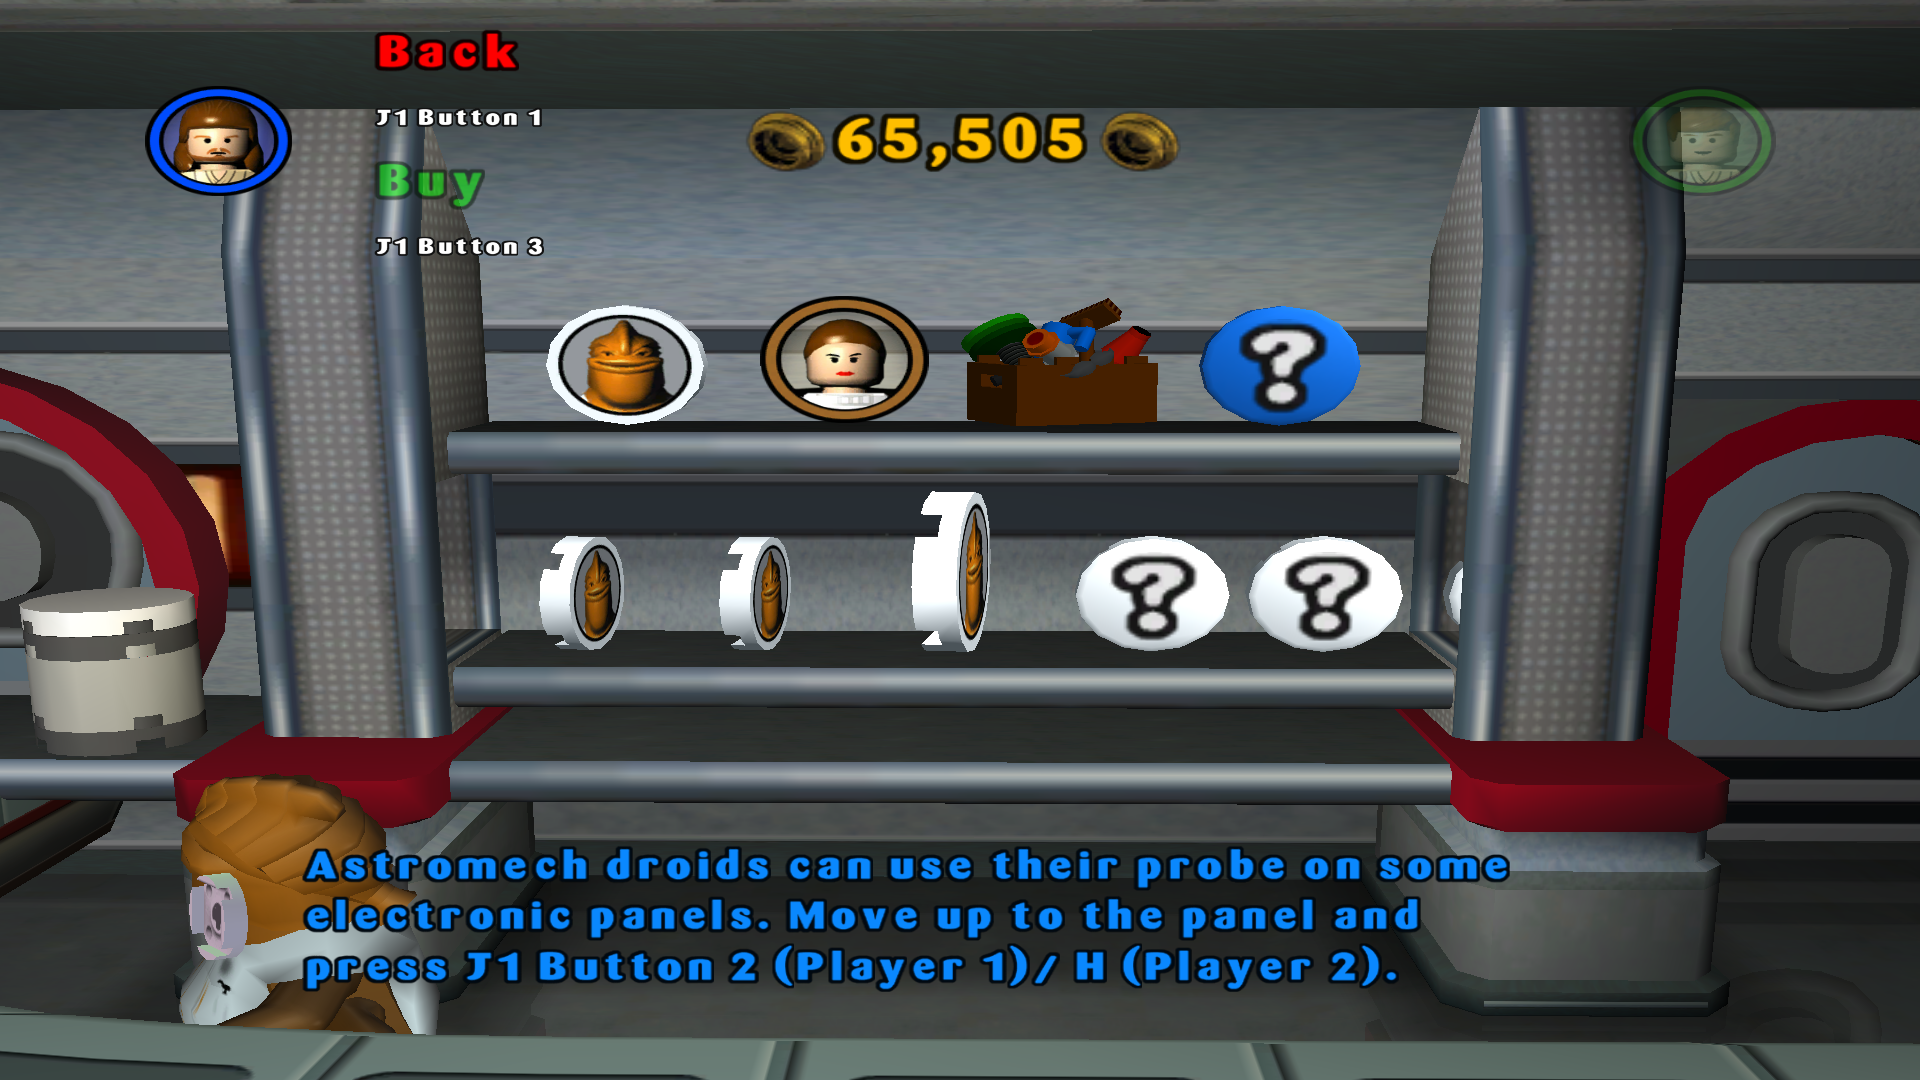 Back
J1 Button 1
Buy
J1 Button 3
65,505
?
? ?
Astromech droids can use their probe on some
electronic panels. Move up to the panel and
press J1 Button 2 (Player 1)/ H (Player 2).